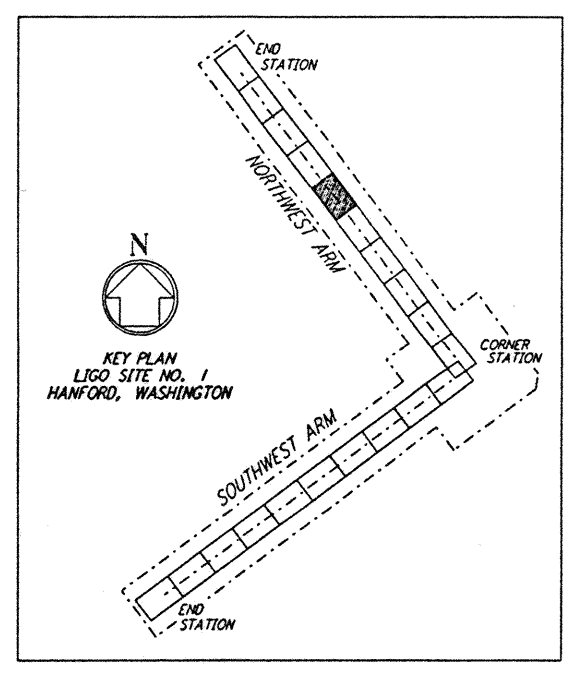 END
STATION
NORTHWEST ARM
N
KEY PLAN
LIGO SITE NO. 1
HANFORD, WASHINGTON
CORNER
STATION
SOUTHWEST ARM
END
STATION